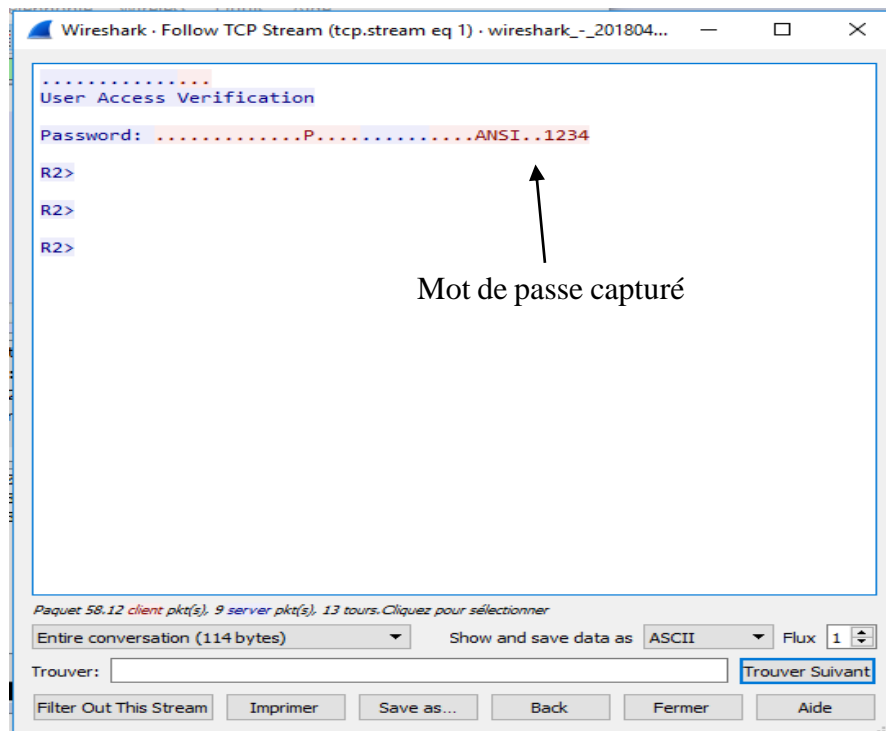 Wireshark · Follow TCP Stream (tcp.stream eq 1) · wireshark_-_201804...
...............
User Access Verification
Password: .............P..............ANSI..1234
R2>
R2>
R2>
Mot de passe capturé
Paquet 58.12 client pkt(s), 9 server pkt(s), 13 tours.Cliquez pour sélectionner
Entire conversation (114 bytes) Show and save data as ASCII Flux 1
Trouver: Trouver Suivant
Filter Out This Stream Imprimer Save as... Back Fermer Aide